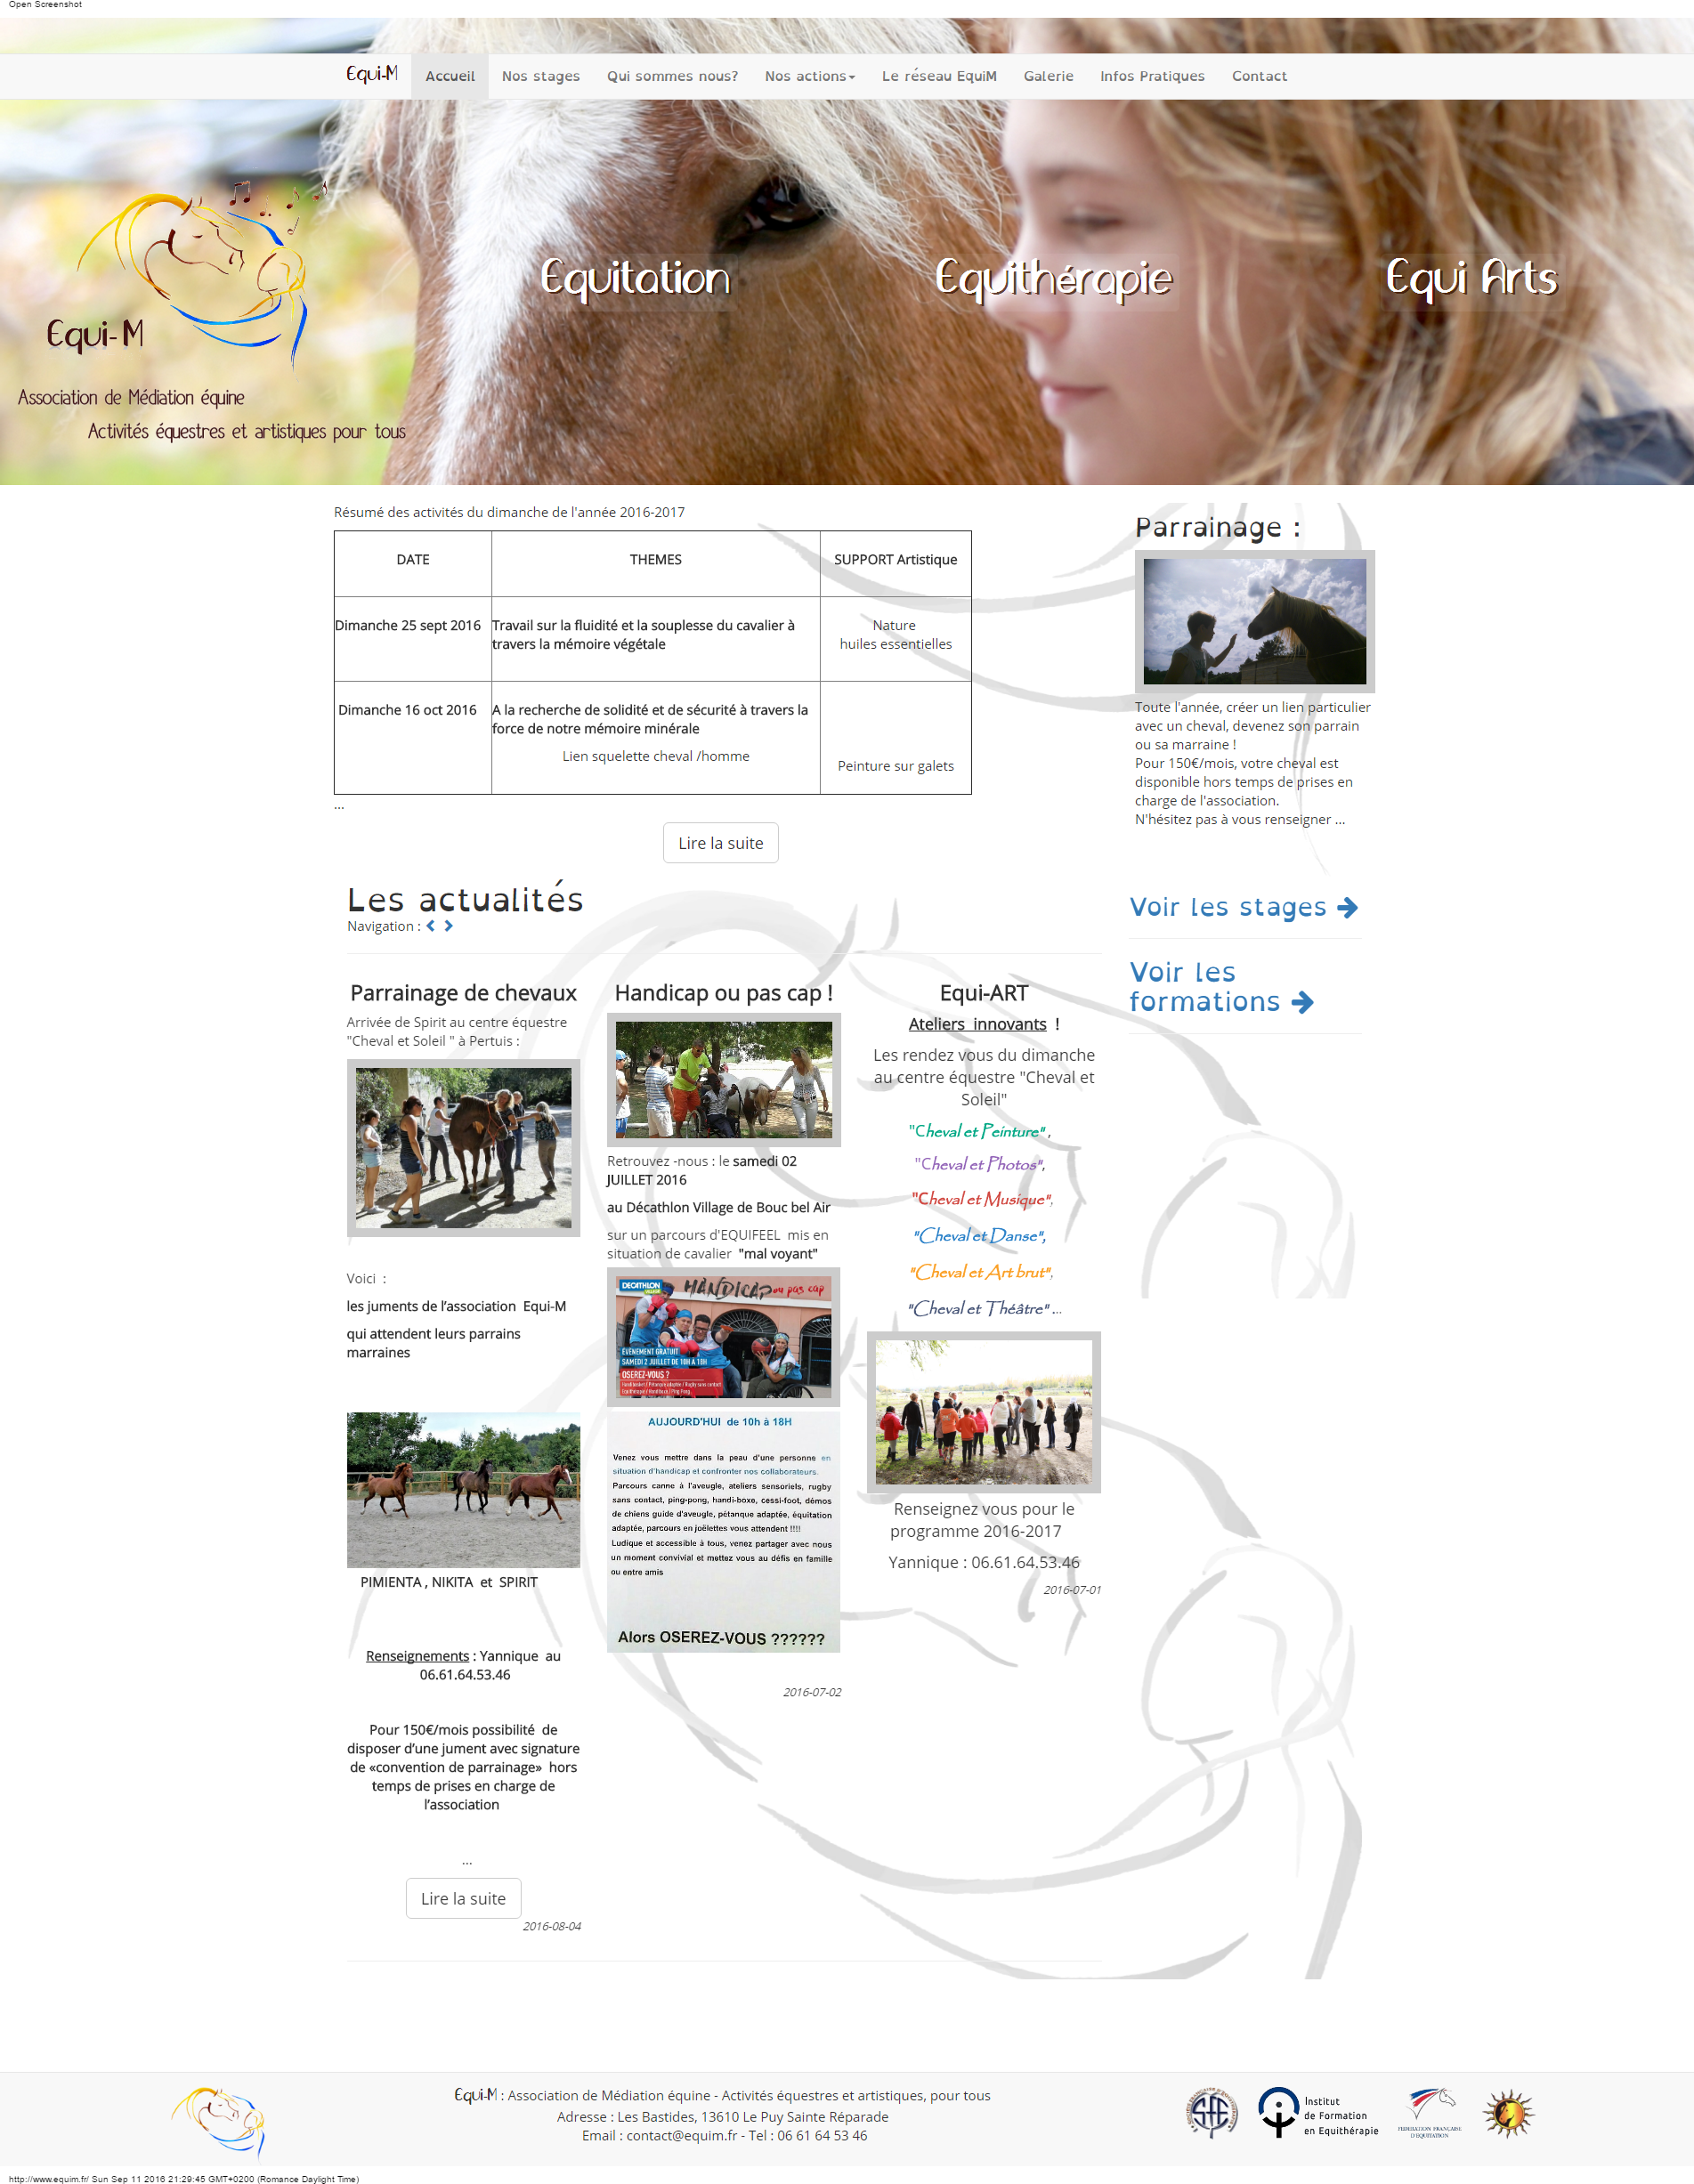 Open Screenshot
Equi-M Accueil Nos stages Qui sommes nous? Nos actions Le réseau EquiM Galerie Infos Pratiques Contact
Equitation Equithérapie Equi Arts
Equi-M
Association de Médiation équine
Activités équestres et artistiques pour tous
Résumé des activités du dimanche de l'année 2016-2017
DATE THEMES SUPPORT Artistique
Dimanche 25 sept 2016 Travail sur la fluidité et la souplesse du cavalier à
travers la mémoire végétale
Nature
huiles essentielles
Dimanche 16 oct 2016 A la recherche de solidité et de sécurité à travers la
force de notre mémoire minérale
Lien squelette cheval /homme
Peinture sur galets
...
Lire la suite
Parrainage :
Toute l'année, créer un lien particulier
avec un cheval, devenez son parrain
ou sa marraine !
Pour 150€/mois, votre cheval est
disponible hors temps de prises en
charge de l'association.
N'hésitez pas à vous renseigner ...
Voir les stages
Voir les
formations
Les actualités
Navigation :
Parrainage de chevaux
Arrivée de Spirit au centre équestre
"Cheval et Soleil " à Pertuis :
Voici :
les juments de l’association Equi-M
qui attendent leurs parrains
marraines
PIMIENTA , NIKITA et SPIRIT
Renseignements : Yannique au
06.61.64.53.46
Pour 150€/mois possibilité de
disposer d’une jument avec signature
de «convention de parrainage» hors
temps de prises en charge de
l’association
...
Lire la suite
2016-08-04
Handicap ou pas cap !
Retrouvez -nous : le samedi 02
JUILLET 2016
au Décathlon Village de Bouc bel Air
sur un parcours d'EQUIFEEL mis en
situation de cavalier "mal voyant"
DECATHLON
HANDICAP ou pas cap
ÉVÈNEMENT GRATUIT
SAMEDI 2 JUILLET DE 10H À 18H
OSEREZ-VOUS ?
AUJOURD'HUI de 10h à 18H
Venez vous mettre dans la peau d'une personne en
situation d'handicap et confronter nos collaborateurs.
Parcours canne à l'aveugle, ateliers sensoriels, rugby
sans contact, ping-pong, handi-boxe, cessi-foot, démos
de chiens guide d'aveugle, pétanque adaptée, équitation
adaptée, parcours en joëlettes vous attendent !!!!
Ludique et accessible à tous, venez partager avec nous
un moment convivial et mettez vous au défis en famille
ou entre amis
Alors OSEREZ-VOUS ??????
2016-07-02
Equi-ART
Ateliers innovants !
Les rendez vous du dimanche
au centre équestre "Cheval et
Soleil"
"Cheval et Peinture" ,
"Cheval et Photos",
"Cheval et Musique",
"Cheval et Danse",
"Cheval et Art brut",
"Cheval et Théâtre" ...
Renseignez vous pour le
programme 2016-2017
Yannique : 06.61.64.53.46
2016-07-01
Equi-M : Association de Médiation équine - Activités équestres et artistiques, pour tous
Adresse : Les Bastides, 13610 Le Puy Sainte Réparade
Email : contact@equim.fr - Tel : 06 61 64 53 46
SFE
Institut
de Formation
en Equithérapie
FEDERATION FRANCAISE
D'EQUITATION
http://www.equim.fr/ Sun Sep 11 2016 21:29:45 GMT+0200 (Romance Daylight Time)